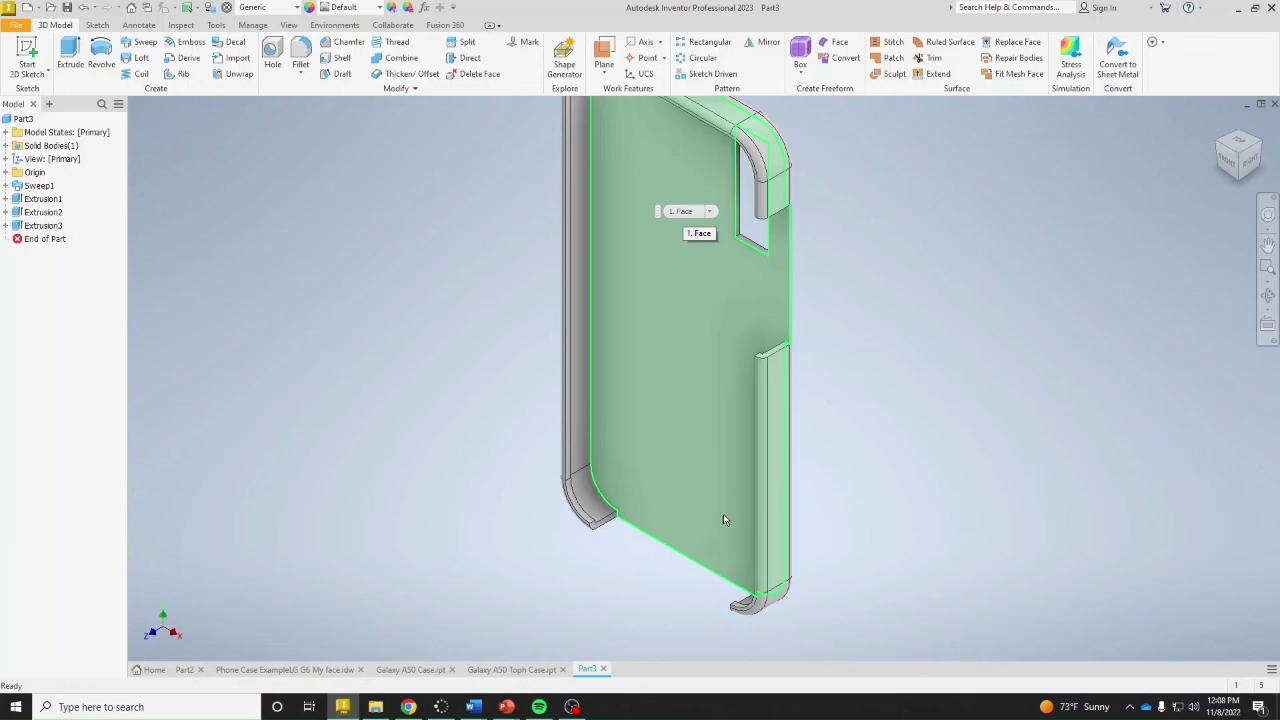 Generic
Default
Autodesk Inventor Professional 2023 Part3
Search Help & Commands...
Sign In
File
3D Model
Sketch
Annotate
Inspect
Tools
Manage
View
Environments
Collaborate
Fusion 360
Start
2D Sketch
Sketch
Extrude
Revolve
Sweep
Loft
Coil
Emboss
Derive
Rib
Decal
Import
Unwrap
Create
Hole
Fillet
Chamfer
Shell
Draft
Thread
Combine
Thicken/ Offset
Split
Direct
Delete Face
Mark
Modify
Shape
Generator
Explore
Plane
Axis
Point
UCS
Work Features
Rectangular
Circular
Sketch Driven
Mirror
Pattern
Box
Face
Convert
Create Freeform
Stitch
Patch
Sculpt
Ruled Surface
Trim
Extend
Replace Face
Repair Bodies
Fit Mesh Face
Surface
Stress
Analysis
Simulation
Convert to
Sheet Metal
Convert
Model
Part3
Model States: [Primary]
Solid Bodies(1)
View: [Primary]
Origin
Sweep1
Extrusion1
Extrusion2
Extrusion3
End of Part
1. Face
1. Face
TOP
FRONT
RIGHT
Z
X
Home
Part2
Phone Case ExampleLG G6 My face.idw
Galaxy A50 Case.ipt
Galaxy A50 Toph Case.ipt
Part3
Ready
1
5
Type here to search
73°F Sunny
12:08 PM
11/8/2022